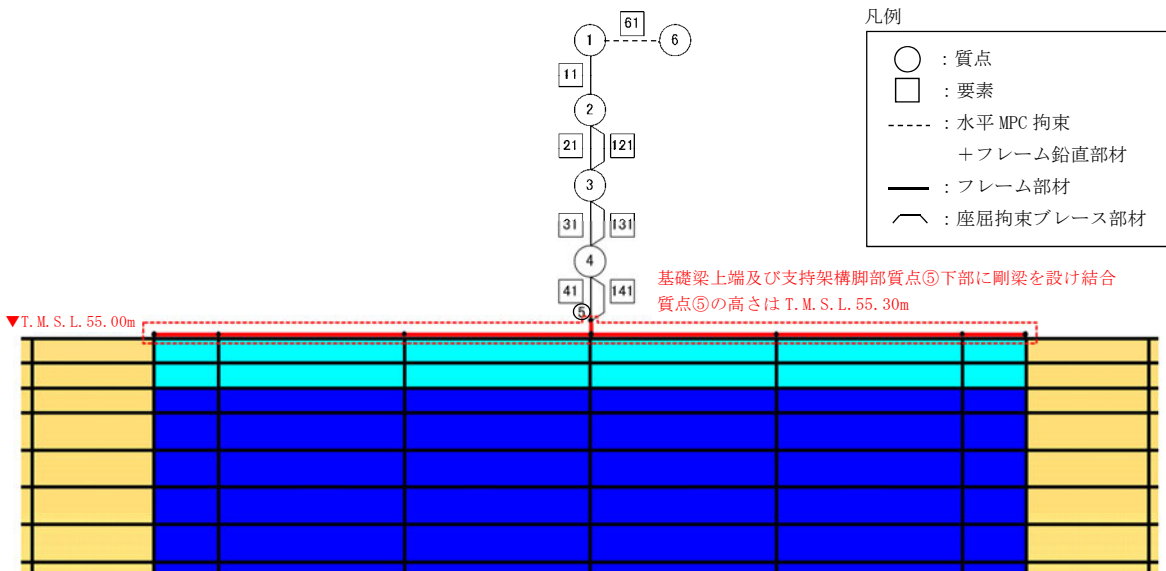 61
1
6
11
2
21
121
3
31
131
4
41
141
5
凡例
：質点
：要素
：水平 MPC 拘束
＋フレーム鉛直部材
：フレーム部材
：座屈拘束ブレース部材
基礎梁上端及び支持架構脚部質点⑤下部に剛梁を設け結合
質点⑤の高さは T.M.S.L.55.30m
▼T.M.S.L.55.00m